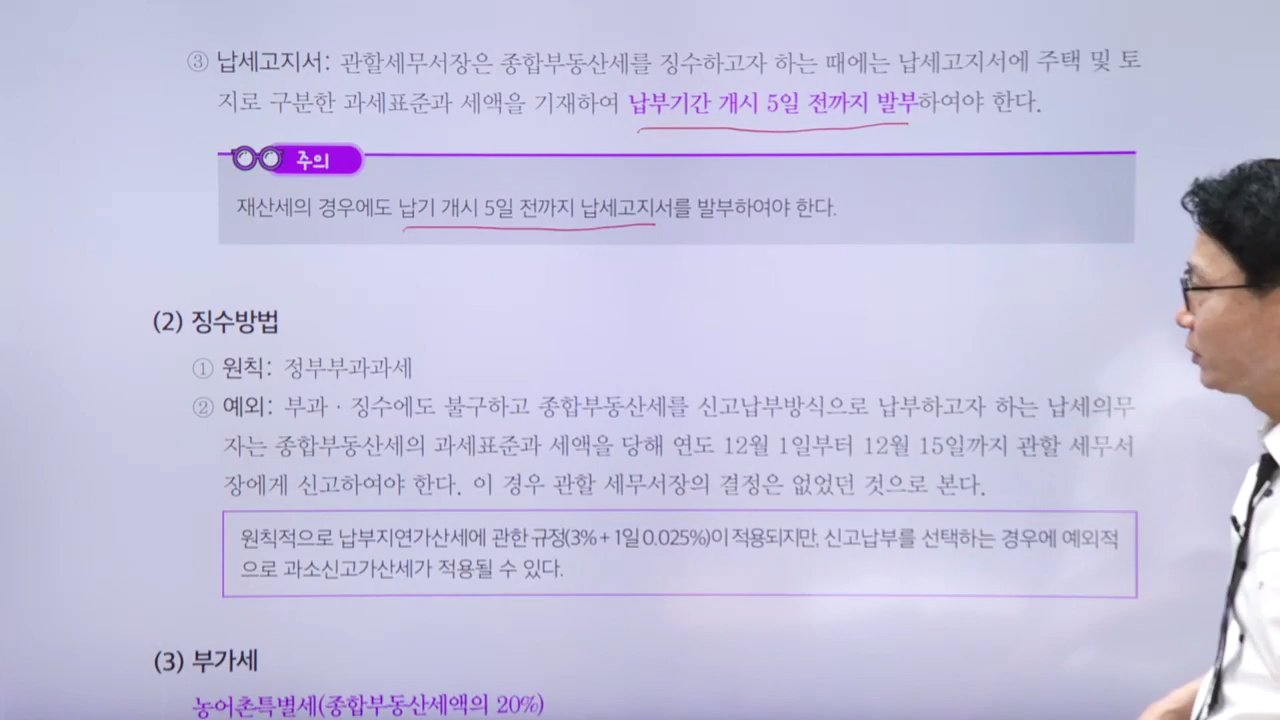 ③ 납세고지서: 관할세무서장은 종합부동산세를 징수하고자 하는 때에는 납세고지서에 주택 및 토
지로 구분한 과세표준과 세액을 기재하여 납부기간 개시 5일 전까지 발부하여야 한다.
주의
재산세의 경우에도 납기 개시 5일 전까지 납세고지서를 발부하여야 한다.
(2) 징수방법
① 원칙: 정부부과과세
② 예외: 부과·징수에도 불구하고 종합부동산세를 신고납부방식으로 납부하고자 하는 납세의무
자는 종합부동산세의 과세표준과 세액을 당해 연도 12월 1일부터 12월 15일까지 관할 세무서
장에게 신고하여야 한다. 이 경우 관할 세무서장의 결정은 없었던 것으로 본다.
원칙적으로 납부지연가산세에 관한 규정(3% + 1일 0.025%)이 적용되지만, 신고납부를 선택하는 경우에 예외적
으로 과소신고가산세가 적용될 수 있다.
(3) 부가세
농어촌특별세(종합부동산세액의 20%)